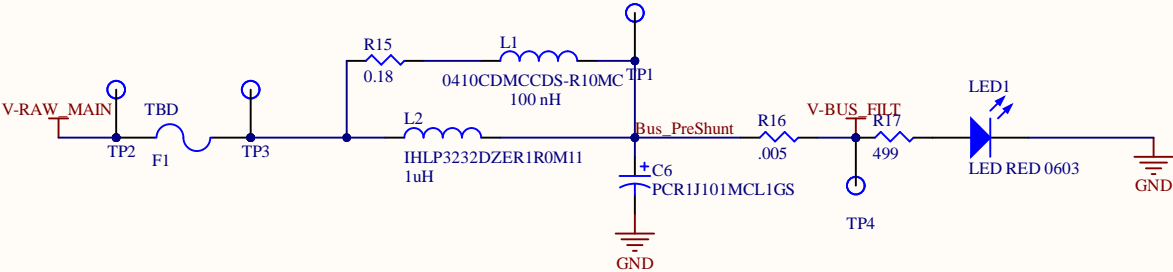 R15
0.18
L1
0410CDMCCDS-R10MC
100 nH
TP1
V-RAW_MAIN
TP2
TBD
F1
TP3
L2
IHLP3232DZER1R0M11
1uH
Bus_PreShunt
+
C6
PCR1J101MCL1GS
GND
R16
.005
V-BUS_FILT
R17
499
TP4
LED1
LED RED 0603
GND